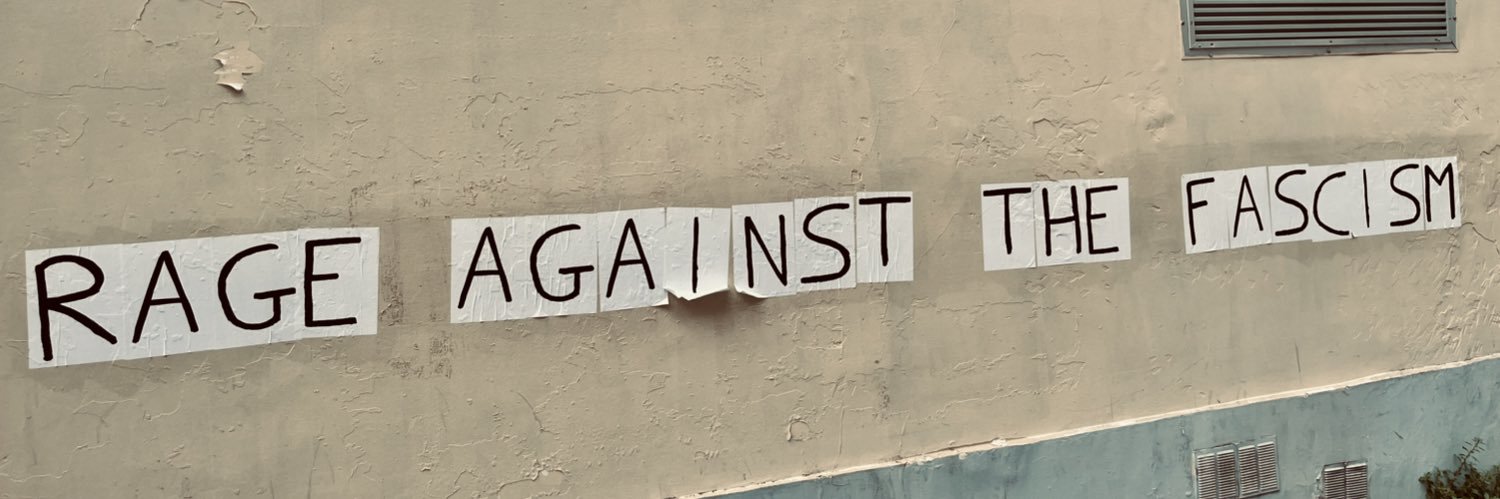 RAGE AGAINST THE FASCISM